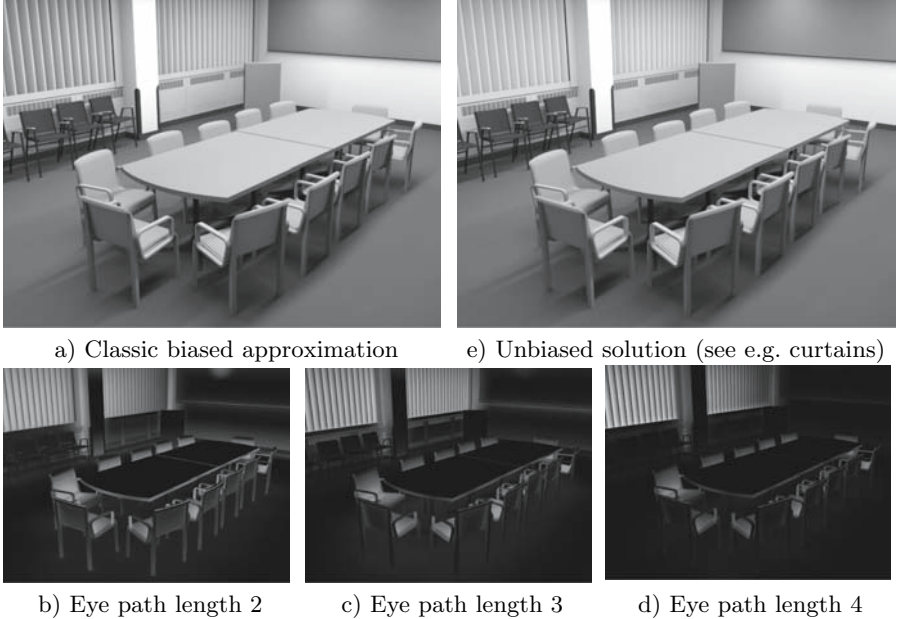 a) Classic biased approximation
e) Unbiased solution (see e.g. curtains)
b) Eye path length 2
c) Eye path length 3
d) Eye path length 4